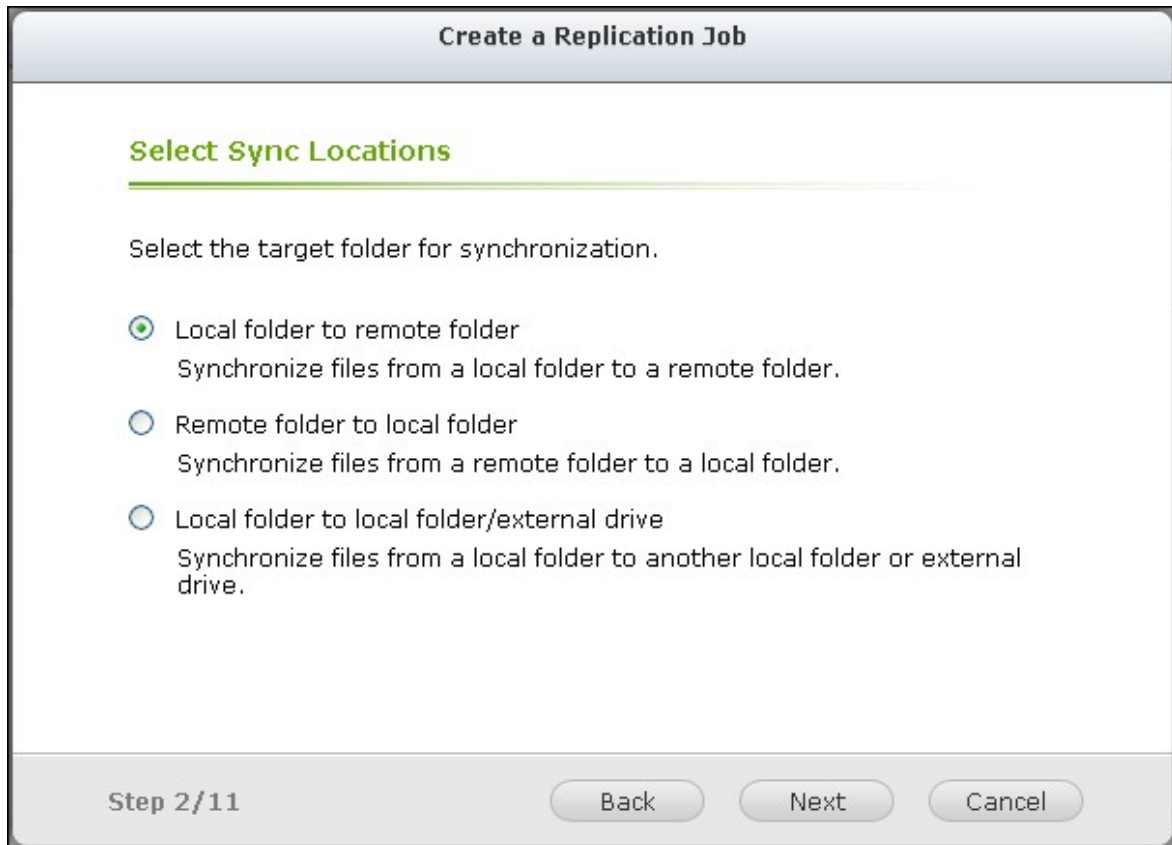 Create a Replication Job
Select Sync Locations
Select the target folder for synchronization.
Local folder to remote folder
Synchronize files from a local folder to a remote folder.
Remote folder to local folder
Synchronize files from a remote folder to a local folder.
Local folder to local folder/external drive
Synchronize files from a local folder to another local folder or external
drive.
Step 2/11
Back
Next
Cancel